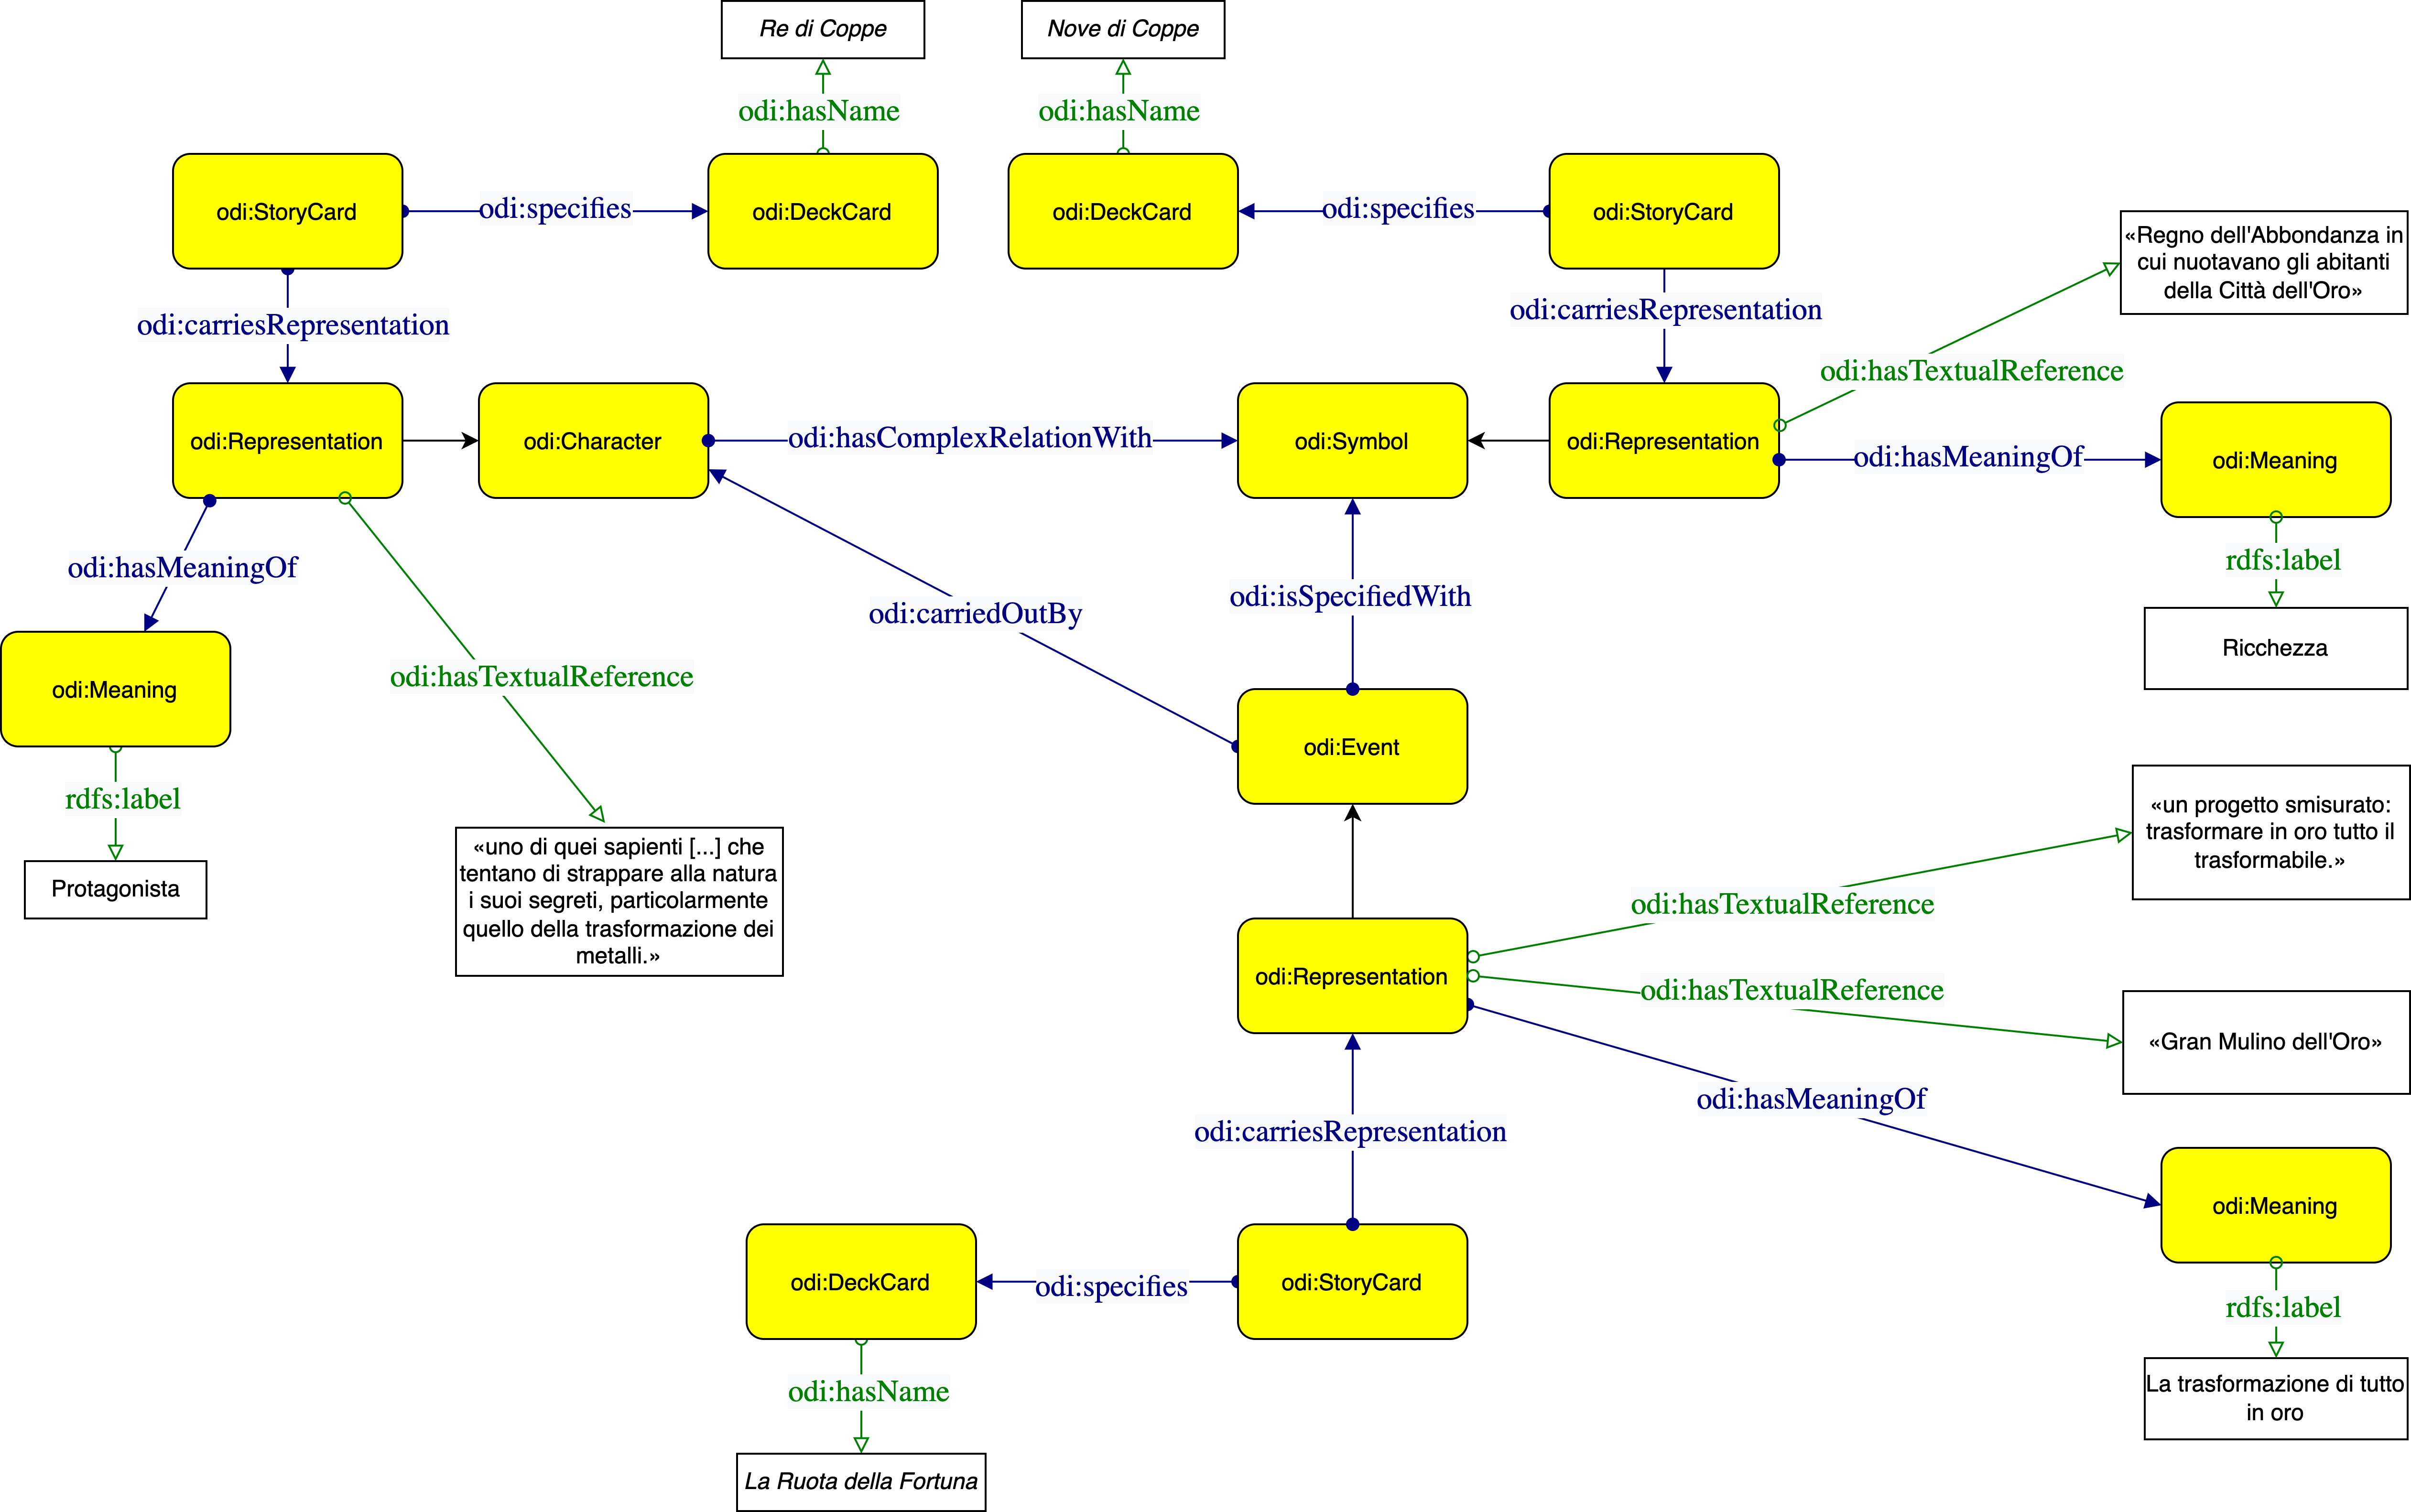 Re di Coppe
Nove di Coppe
odi:hasName
odi:hasName
odi:StoryCard
odi:specifies
odi:DeckCard
odi:DeckCard
odi:specifies
odi:StoryCard
«Regno dell'Abbondanza in
cui nuotavano gli abitanti
della Città dell'Oro»
odi:carriesRepresentation
odi:carriesRepresentation
odi:hasTextualReference
odi:Representation
odi:Character
odi:hasComplexRelationWith
odi:Symbol
odi:Representation
odi:hasMeaningOf
odi:Meaning
odi:hasMeaningOf
odi:carriedOutBy
odi:isSpecifiedWith
rdfs:label
Ricchezza
odi:Meaning
odi:hasTextualReference
odi:Event
rdfs:label
Protagonista
«uno di quei sapienti [...] che
tentano di strappare alla natura
i suoi segreti, particolarmente
quello della trasformazione dei
metalli.»
«un progetto smisurato:
trasformare in oro tutto il
trasformabile.»
odi:hasTextualReference
odi:Representation
odi:hasTextualReference
«Gran Mulino dell'Oro»
odi:hasMeaningOf
odi:carriesRepresentation
odi:Meaning
odi:DeckCard
odi:specifies
odi:StoryCard
rdfs:label
odi:hasName
La trasformazione di tutto
in oro
La Ruota della Fortuna